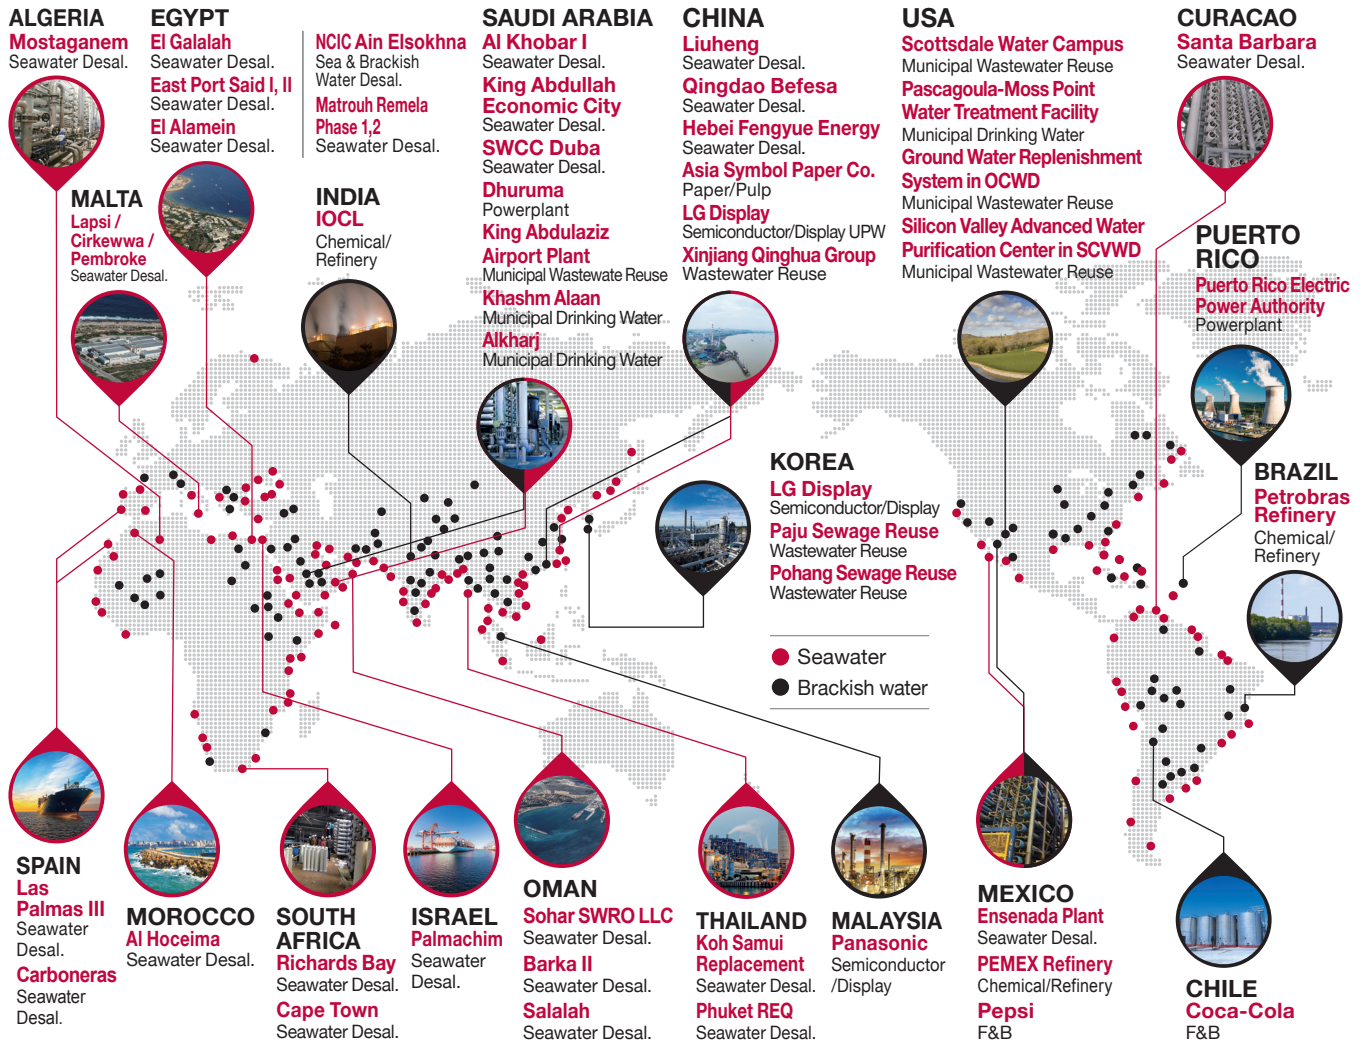 ALGERIA
Mostaganem
Seawater Desal.
EGYPT
El Galalah
Seawater Desal.
East Port Said I, II
Seawater Desal.
El Alamein
Seawater Desal.
NCIC Ain Elsokhna
Sea & Brackish
Water Desal.
Matrouh Remela
Phase 1,2
Seawater Desal.
SAUDI ARABIA
Al Khobar I
Seawater Desal.
King Abdullah
Economic City
Seawater Desal.
SWCC Duba
Seawater Desal.
Dhuruma
Powerplant
King Abdulaziz
Airport Plant
Municipal Wastewate Reuse
Khashm Alaan
Municipal Drinking Water
Alkharj
Municipal Drinking Water
CHINA
Liuheng
Seawater Desal.
Qingdao Befesa
Seawater Desal.
Hebei Fengyue Energy
Seawater Desal.
Asia Symbol Paper Co.
Paper/Pulp
LG Display
Semiconductor/Display UPW
Xinjiang Qinghua Group
Wastewater Reuse
USA
Scottsdale Water Campus
Municipal Wastewater Reuse
Pascagoula-Moss Point
Water Treatment Facility
Municipal Drinking Water
Ground Water Replenishment
System in OCWD
Municipal Wastewater Reuse
Silicon Valley Advanced Water
Purification Center in SCVWD
Municipal Wastewater Reuse
CURACAO
Santa Barbara
Seawater Desal.
MALTA
Lapsi /
Cirkewwa /
Pembroke
Seawater Desal.
INDIA
IOCL
Chemical/
Refinery
PUERTO
RICO
Puerto Rico Electric
Power Authority
Powerplant
KOREA
LG Display
Semiconductor/Display
Paju Sewage Reuse
Wastewater Reuse
Pohang Sewage Reuse
Wastewater Reuse
BRAZIL
Petrobras
Refinery
Chemical/
Refinery
Seawater
Brackish water
SPAIN
Las
Palmas III
Seawater
Desal.
Carboneras
Seawater
Desal.
MOROCCO
Al Hoceima
Seawater Desal.
SOUTH
AFRICA
Richards Bay
Seawater Desal.
Cape Town
Seawater Desal.
ISRAEL
Palmachim
Seawater
Desal.
OMAN
Sohar SWRO LLC
Seawater Desal.
Barka II
Seawater Desal.
Salalah
Seawater Desal.
THAILAND
Koh Samui
Replacement
Seawater Desal.
Phuket REQ
Seawater Desal.
MALAYSIA
Panasonic
Semiconductor
/Display
MEXICO
Ensenada Plant
Seawater Desal.
PEMEX Refinery
Chemical/Refinery
Pepsi
F&B
CHILE
Coca-Cola
F&B